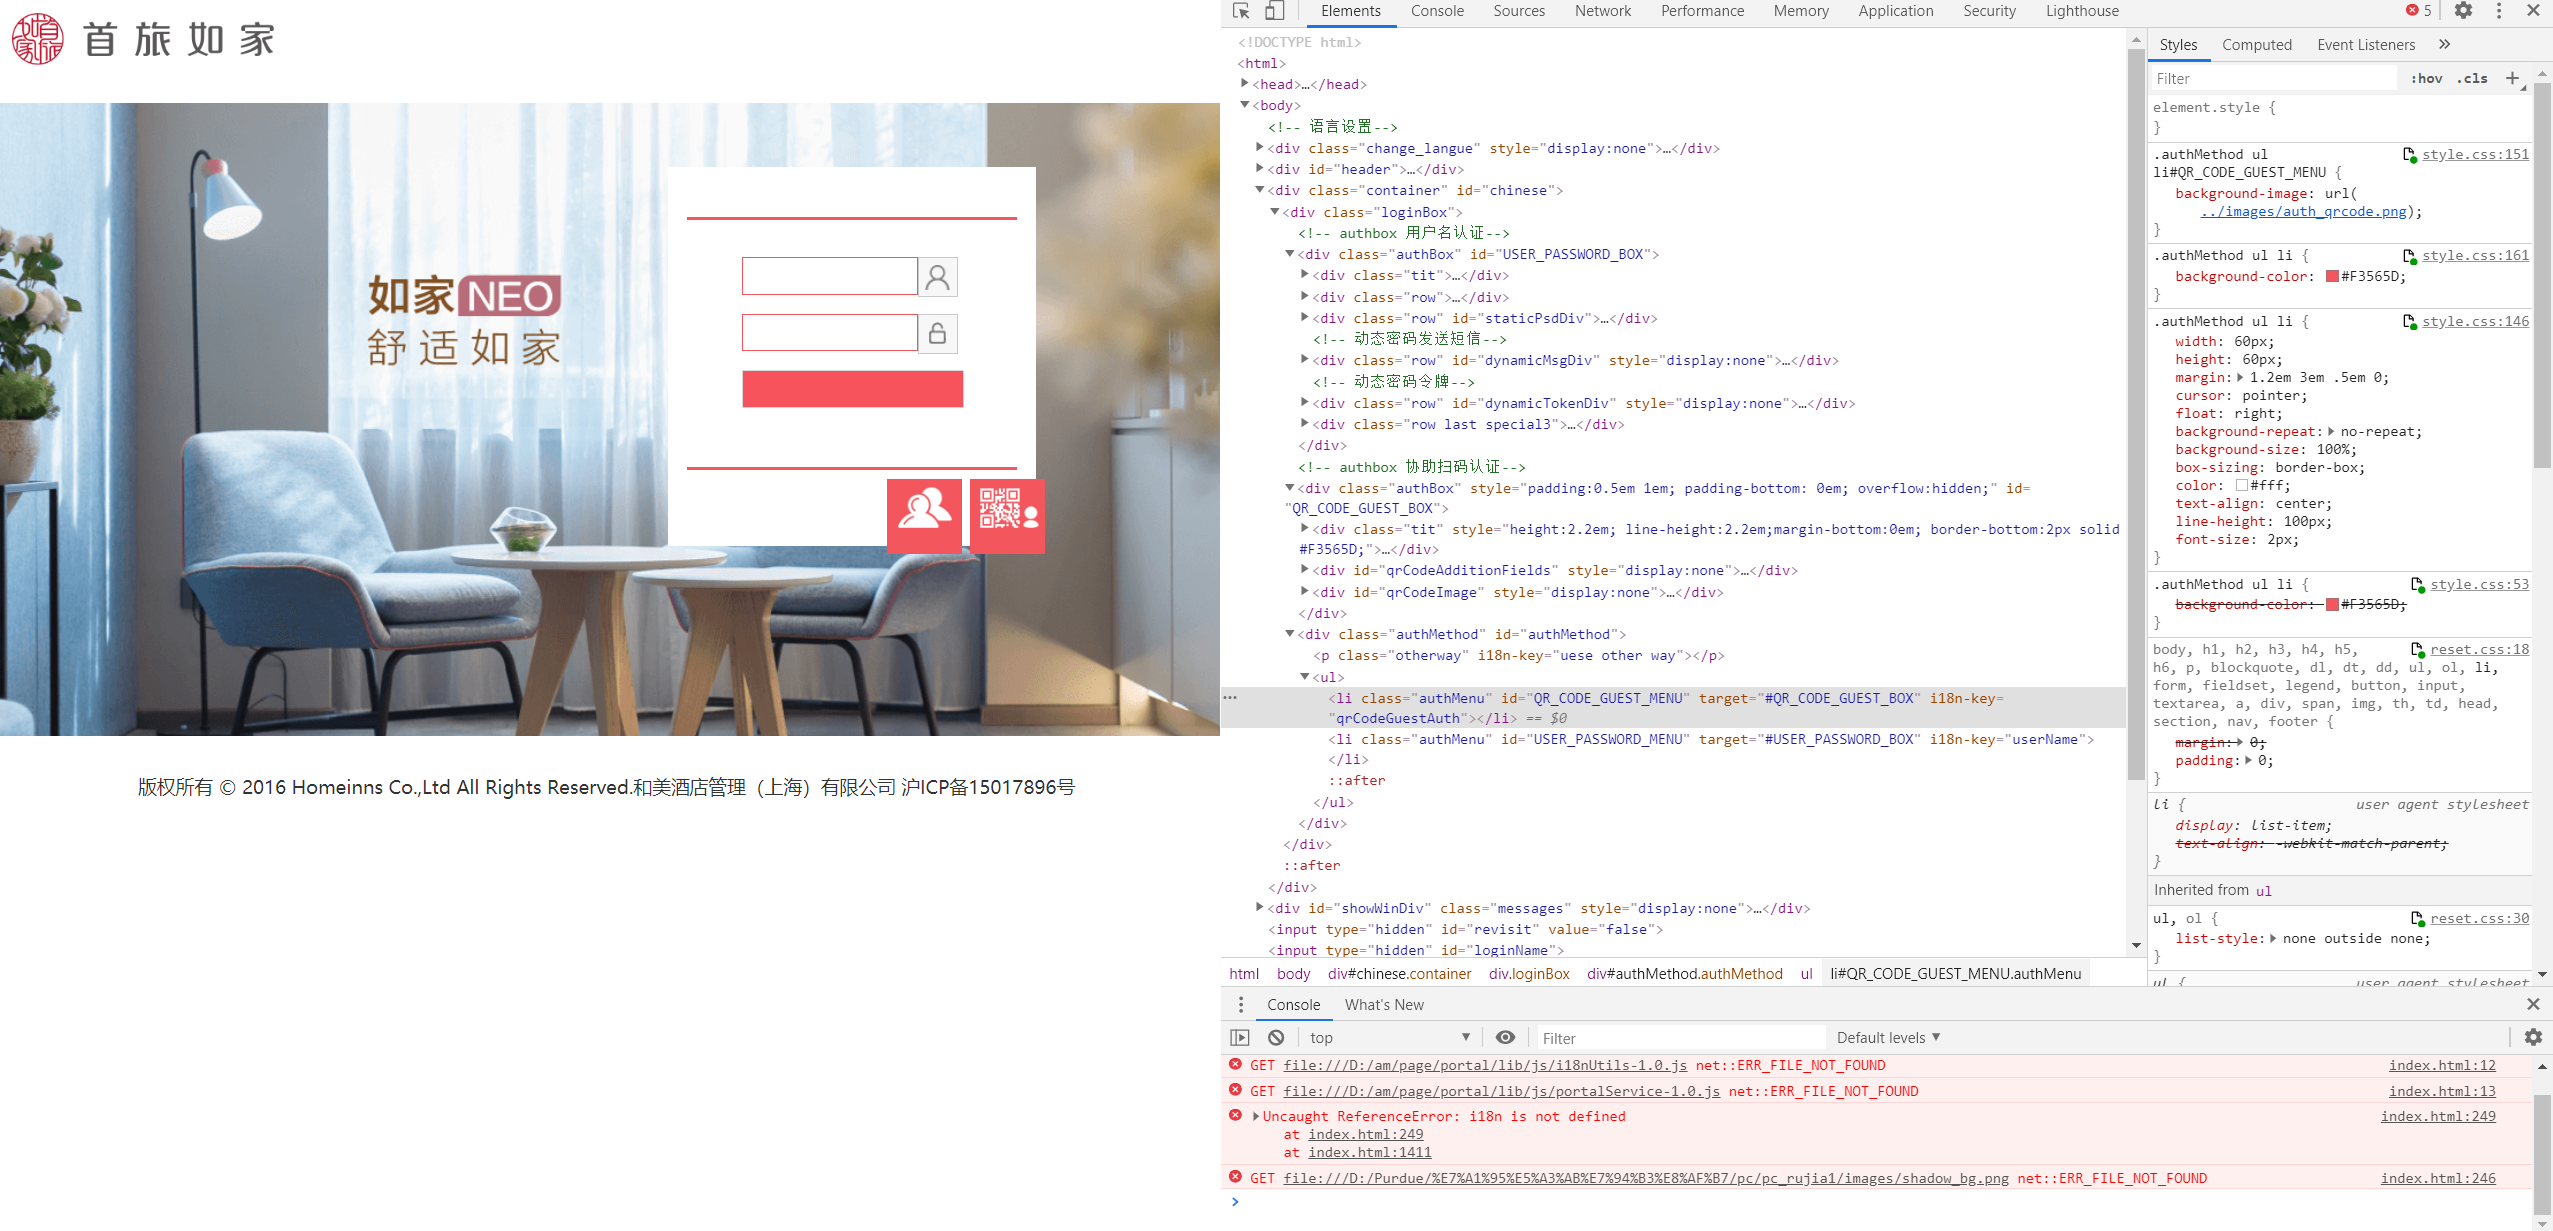 首旅如家
如家NEO
舒适如家
版权所有 © 2016 Homeinns Co.,Ltd All Rights Reserved.和美酒店管理（上海）有限公司 沪ICP备15017896号
Elements Console Sources Network Performance Memory Application Security Lighthouse 5
<!DOCTYPE html>
<html>
<head>…</head>
<body>
<!-- 语言设置-->
<div class="change_langue" style="display:none">…</div>
<div id="header">…</div>
<div class="container" id="chinese">
<div class="loginBox">
<!-- authbox 用户名认证-->
<div class="authBox" id="USER_PASSWORD_BOX">
<div class="tit">…</div>
<div class="row">…</div>
<div class="row" id="staticPsdDiv">…</div>
<!-- 动态密码发送短信-->
<div class="row" id="dynamicMsgDiv" style="display:none">…</div>
<!-- 动态密码令牌-->
<div class="row" id="dynamicTokenDiv" style="display:none">…</div>
<div class="row last special3">…</div>
</div>
<!-- authbox 协助扫码认证-->
<div class="authBox" style="padding:0.5em 1em; padding-bottom: 0em; overflow:hidden;" id=
"QR_CODE_GUEST_BOX">
<div class="tit" style="height:2.2em; line-height:2.2em;margin-bottom:0em; border-bottom:2px solid
#F3565D;">…</div>
<div id="qrCodeAdditionFields" style="display:none">…</div>
<div id="qrCodeImage" style="display:none">…</div>
</div>
<div class="authMethod" id="authMethod">
<p class="otherway" i18n-key="uese other way"></p>
<ul>
<li class="authMenu" id="QR_CODE_GUEST_MENU" target="#QR_CODE_GUEST_BOX" i18n-key=
"qrCodeGuestAuth"></li> == $0
<li class="authMenu" id="USER_PASSWORD_MENU" target="#USER_PASSWORD_BOX" i18n-key="userName">
</li>
::after
</ul>
</div>
</div>
::after
</div>
<div id="showWinDiv" class="messages" style="display:none">…</div>
<input type="hidden" id="revisit" value="false">
<input type="hidden" id="loginName">
html body div#chinese.container div.loginBox div#authMethod.authMethod ul li#QR_CODE_GUEST_MENU.authMenu
Styles Computed Event Listeners
Filter :hov .cls
element.style {
}
.authMethod ul style.css:151
li#QR_CODE_GUEST_MENU {
background-image: url(
../images/auth_qrcode.png);
}
.authMethod ul li { style.css:161
background-color: #F3565D;
}
.authMethod ul li { style.css:146
width: 60px;
height: 60px;
margin: 1.2em 3em .5em 0;
cursor: pointer;
float: right;
background-repeat: no-repeat;
background-size: 100%;
box-sizing: border-box;
color: #fff;
text-align: center;
line-height: 100px;
font-size: 2px;
}
.authMethod ul li { style.css:53
background-color: #F3565D;
}
body, h1, h2, h3, h4, h5, reset.css:18
h6, p, blockquote, dl, dt, dd, ul, ol, li,
form, fieldset, legend, button, input,
textarea, a, div, span, img, th, td, head,
section, nav, footer {
margin: 0;
padding: 0;
}
li { user agent stylesheet
display: list-item;
text-align: -webkit-match-parent;
}
Inherited from ul
ul, ol { reset.css:30
list-style: none outside none;
}
ul { user agent stylesheet
Console What's New
top Filter Default levels
GET file:///D:/am/page/portal/lib/js/i18nUtils-1.0.js net::ERR_FILE_NOT_FOUND index.html:12
GET file:///D:/am/page/portal/lib/js/portalService-1.0.js net::ERR_FILE_NOT_FOUND index.html:13
Uncaught ReferenceError: i18n is not defined index.html:249
at index.html:249
at index.html:1411
GET file:///D:/Purdue/%E7%A1%95%E5%A3%AB%E7%94%B3%E8%AF%B7/pc/pc_rujia1/images/shadow_bg.png net::ERR_FILE_NOT_FOUND index.html:246